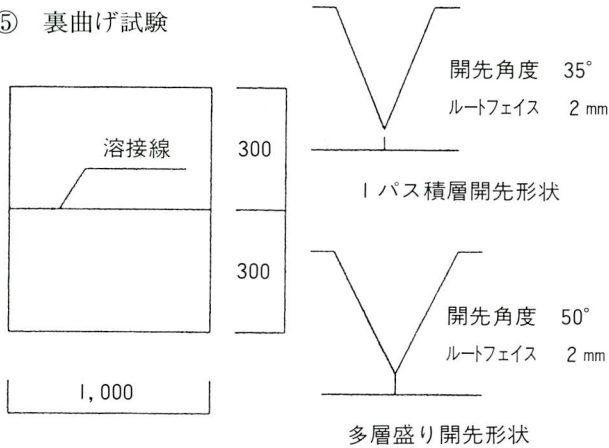 ⑤ 裏曲げ試験
溶接線
300
300
1,000
開先角度 35°
ルートフェイス 2 mm
1パス積層開先形状
開先角度 50°
ルートフェイス 2 mm
多層盛り開先形状